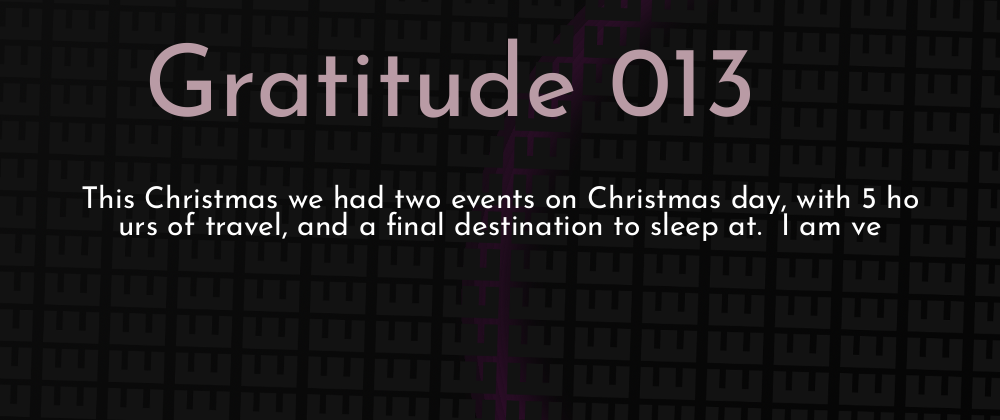 Gratitude 013
This Christmas we had two events on Christmas day, with 5 ho
urs of travel, and a final destination to sleep at.  I am ve